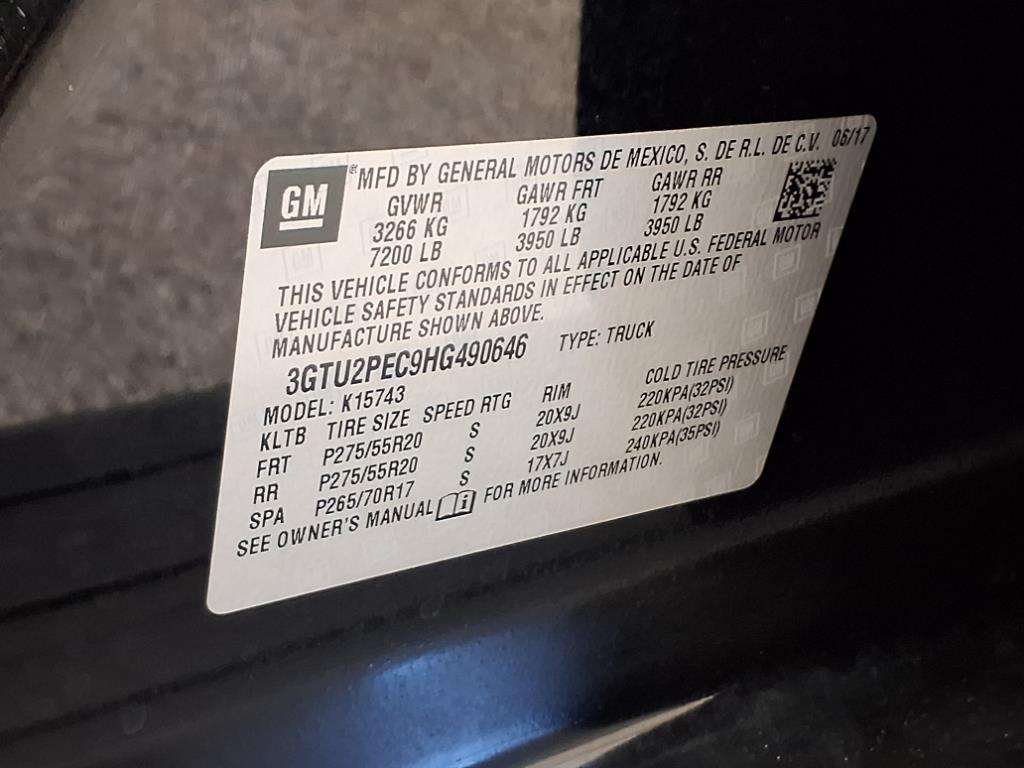 GM
®MFD BY GENERAL MOTORS DE MEXICO, S. DE R.L. DE C.V. 06/17
GVWR GAWR FRT GAWR RR
3266 KG 1792 KG 1792 KG
7200 LB 3950 LB 3950 LB
THIS VEHICLE CONFORMS TO ALL APPLICABLE U.S. FEDERAL MOTOR
VEHICLE SAFETY STANDARDS IN EFFECT ON THE DATE OF
MANUFACTURE SHOWN ABOVE.
3GTU2PEC9HG490646 TYPE: TRUCK
MODEL: K15743
KLTB TIRE SIZE SPEED RTG RIM COLD TIRE PRESSURE
FRT P275/55R20 S 20X9J 220KPA(32PSI)
RR P275/55R20 S 20X9J 220KPA(32PSI)
SPA P265/70R17 S 17X7J 240KPA(35PSI)
SEE OWNER'S MANUAL FOR MORE INFORMATION.